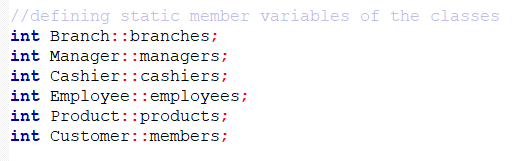 //defining static member variables of the classes
int Branch::branches;
int Manager::managers;
int Cashier::cashiers;
int Employee::employees;
int Product::products;
int Customer::members;